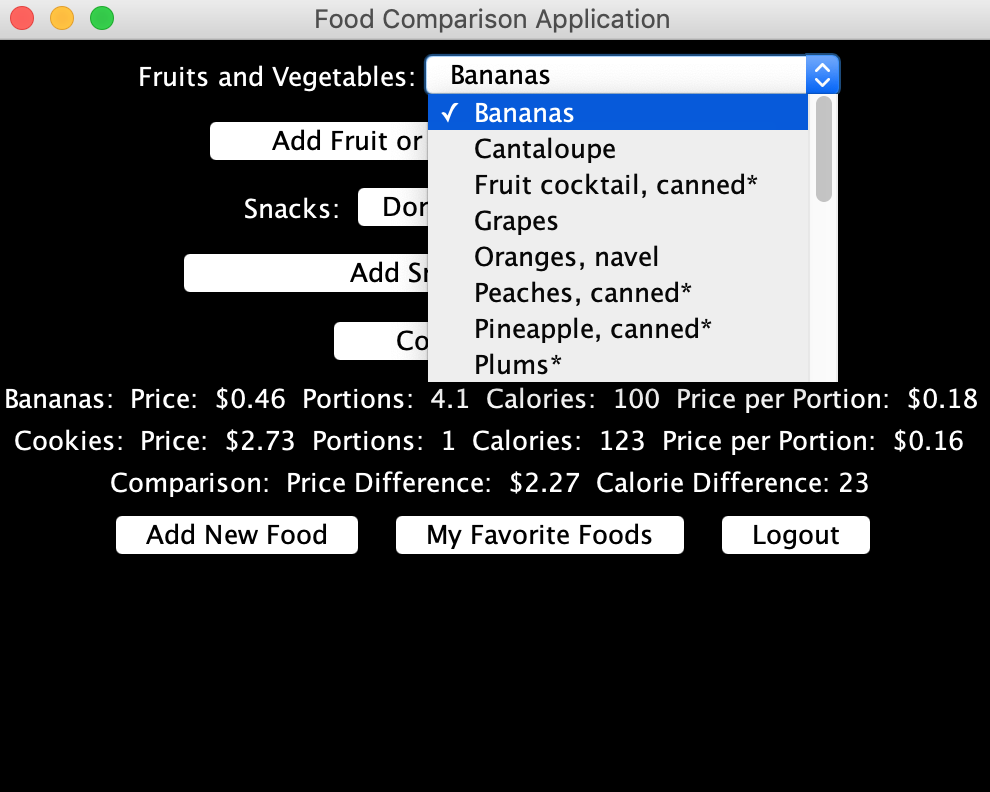 Food Comparison Application
Fruits and Vegetables: Bananas
✓ Bananas
Cantaloupe
Fruit cocktail, canned*
Grapes
Oranges, navel
Peaches, canned*
Pineapple, canned*
Plums*
Add Fruit or
Snacks:
Add
Bananas: Price: $0.46 Portions: 4.1 Calories: 100 Price per Portion: $0.18
Cookies: Price: $2.73 Portions: 1 Calories: 123 Price per Portion: $0.16
Comparison: Price Difference: $2.27 Calorie Difference: 23
Add New Food My Favorite Foods Logout